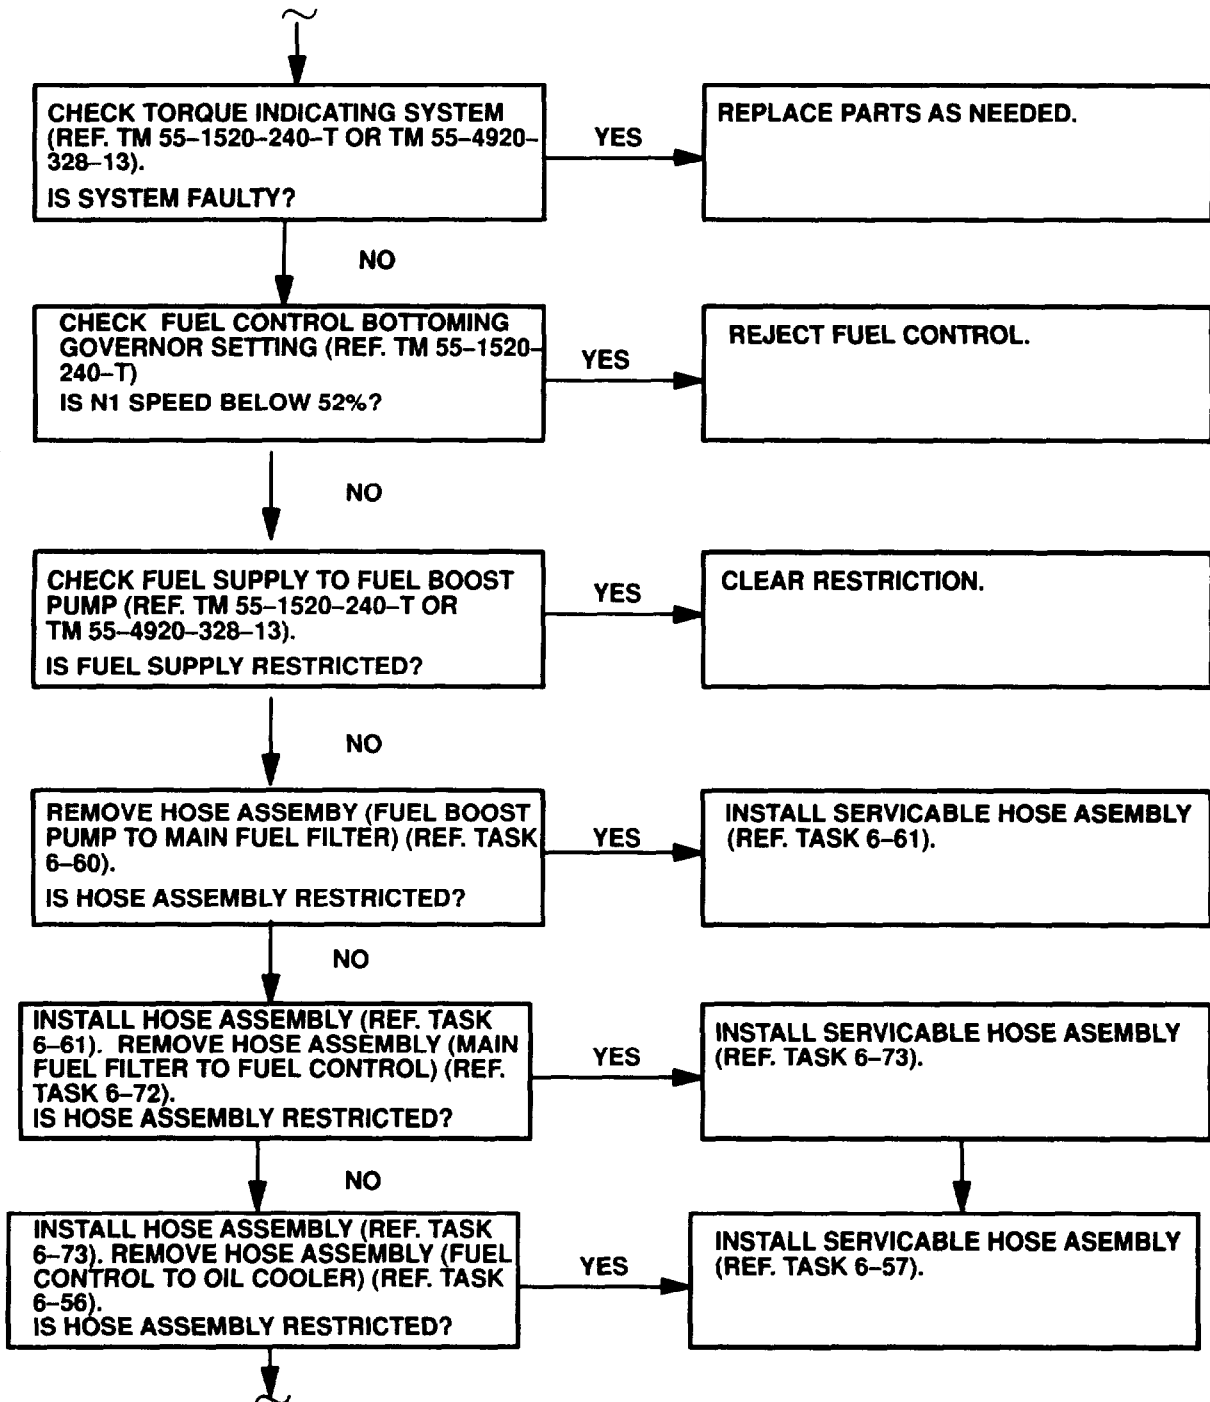 CHECK TORQUE INDICATING SYSTEM
(REF. TM 55–1520–240–T OR TM 55–4920–
328–13).
IS SYSTEM FAULTY?
YES
REPLACE PARTS AS NEEDED.
NO
CHECK FUEL CONTROL BOTTOMING
GOVERNOR SETTING (REF. TM 55–1520–
240–T)
IS N1 SPEED BELOW 52%?
YES
REJECT FUEL CONTROL.
NO
CHECK FUEL SUPPLY TO FUEL BOOST
PUMP (REF. TM 55–1520–240–T OR
TM 55–4920–328–13).
IS FUEL SUPPLY RESTRICTED?
YES
CLEAR RESTRICTION.
NO
REMOVE HOSE ASSEMBY (FUEL BOOST
PUMP TO MAIN FUEL FILTER) (REF. TASK
6–60).
IS HOSE ASSEMBLY RESTRICTED?
YES
INSTALL SERVICABLE HOSE ASEMBLY
(REF. TASK 6–61).
NO
INSTALL HOSE ASSEMBLY (REF. TASK
6–61). REMOVE HOSE ASSEMBLY (MAIN
FUEL FILTER TO FUEL CONTROL) (REF.
TASK 6–72).
IS HOSE ASSEMBLY RESTRICTED?
YES
INSTALL SERVICABLE HOSE ASEMBLY
(REF. TASK 6–73).
NO
INSTALL HOSE ASSEMBLY (REF. TASK
6–73). REMOVE HOSE ASSEMBLY (FUEL
CONTROL TO OIL COOLER) (REF. TASK
6–56).
IS HOSE ASSEMBLY RESTRICTED?
YES
INSTALL SERVICABLE HOSE ASEMBLY
(REF. TASK 6–57).